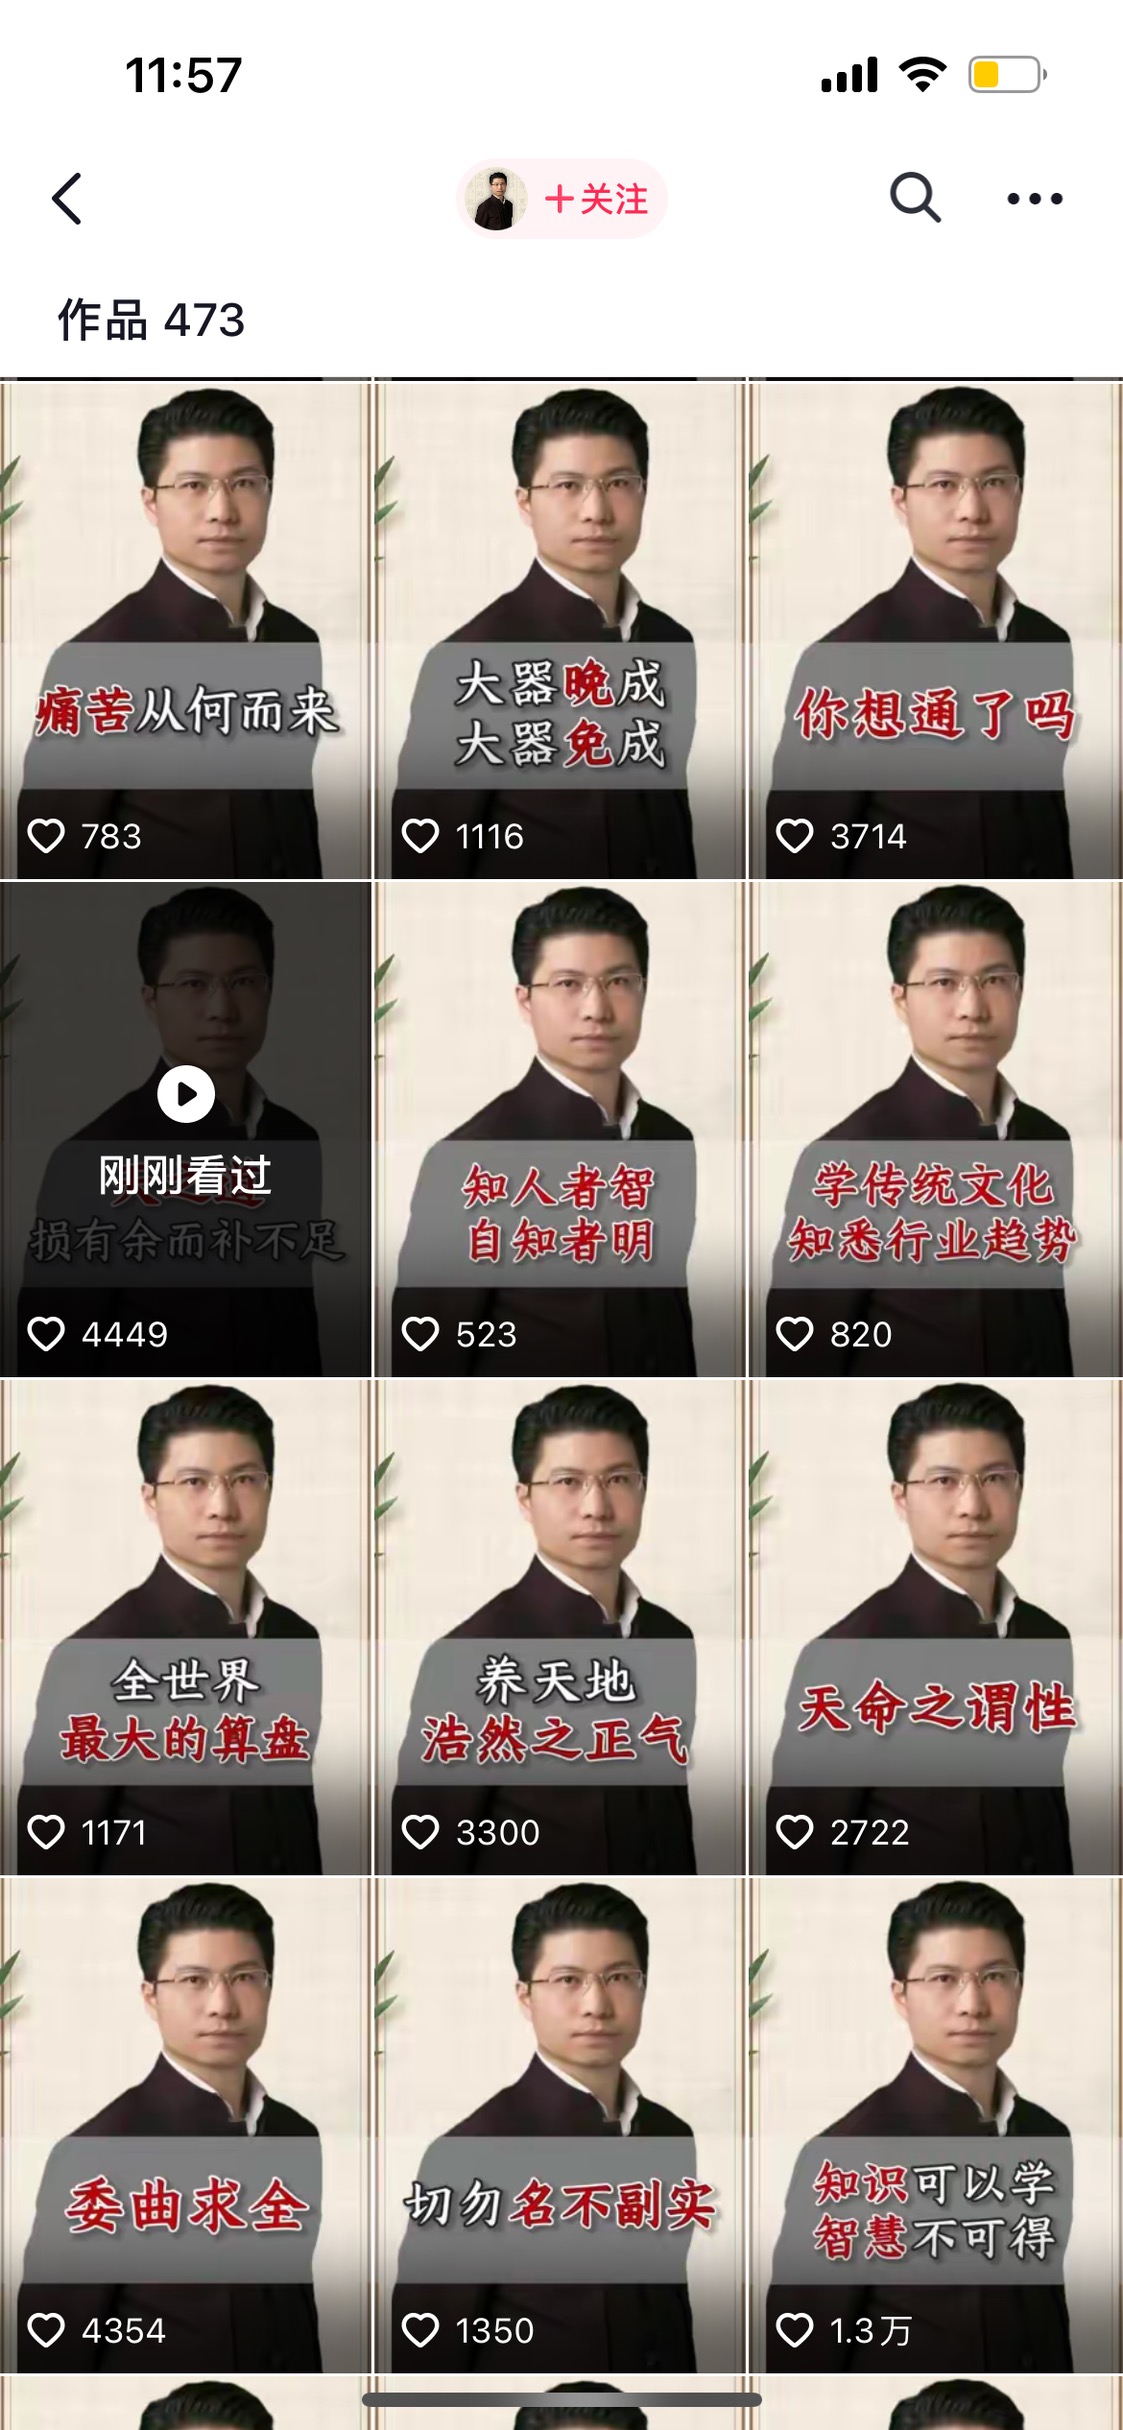 11:57
+关注
作品 473
痛苦从何而来
大器晚成
大器免成
你想通了吗
783
1116
3714
刚刚看过
损有余而补不足
知人者智
自知者明
学传统文化
知悉行业趋势
4449
523
820
全世界
最大的算盘
养天地
浩然之正气
天命之谓性
1171
3300
2722
委曲求全
切勿名不副实
知识可以学
智慧不可得
4354
1350
1.3万